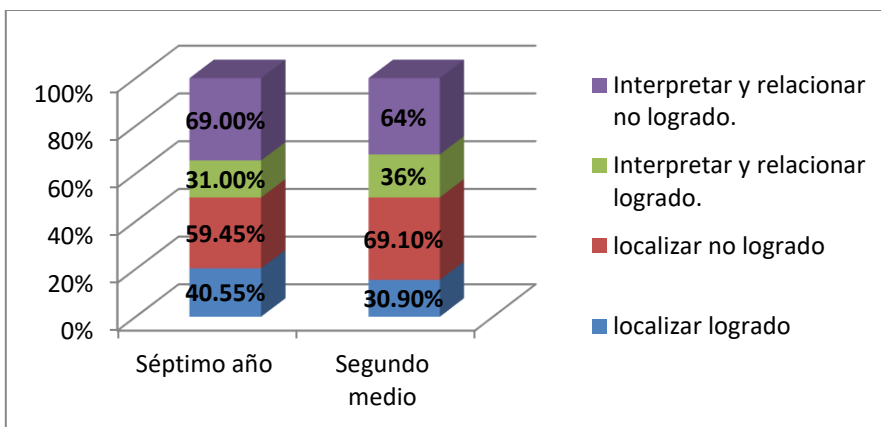 100%
80%
60%
40%
20%
0%
69.00%
31.00%
59.45%
40.55%
64%
36%
69.10%
30.90%
Séptimo año
Segundo
medio
Interpretar y relacionar
no logrado.
Interpretar y relacionar
logrado.
localizar no logrado
localizar logrado